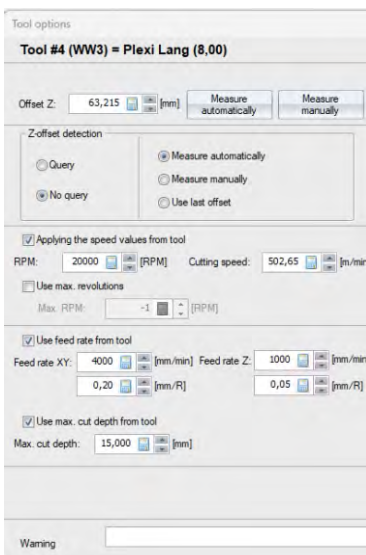 Tool options
Tool #4 (WW3) = Plexi Lang (8,00)
Offset Z: 63,215 [mm] Measure automatically Measure manually
Z-offset detection
Query
No query
Measure automatically
Measure manually
Use last offset
Applying the speed values from tool
RPM: 20000 [RPM] Cutting speed: 502,65 [m/min
Use max. revolutions
Max. RPM: -1 [RPM]
Use feed rate from tool
Feed rate XY: 4000 [mm/min] Feed rate Z: 1000 [mm/min
0,20 [mm/R] 0,05 [mm/R]
Use max. cut depth from tool
Max. cut depth: 15,000 [mm]
Warning